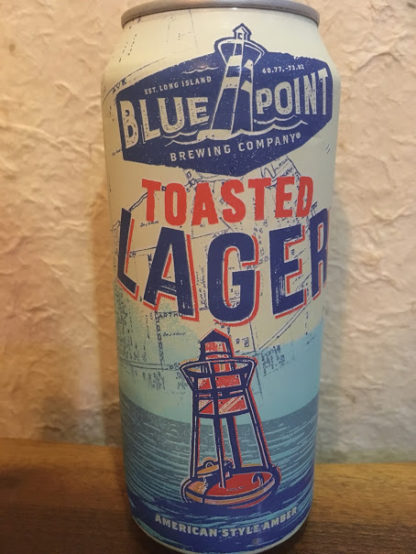 EST. LONG ISLAND
40.77, -73.02
BLUE POINT
BREWING COMPANY®
TOASTED
LAGER
AMERICAN STYLE AMBER